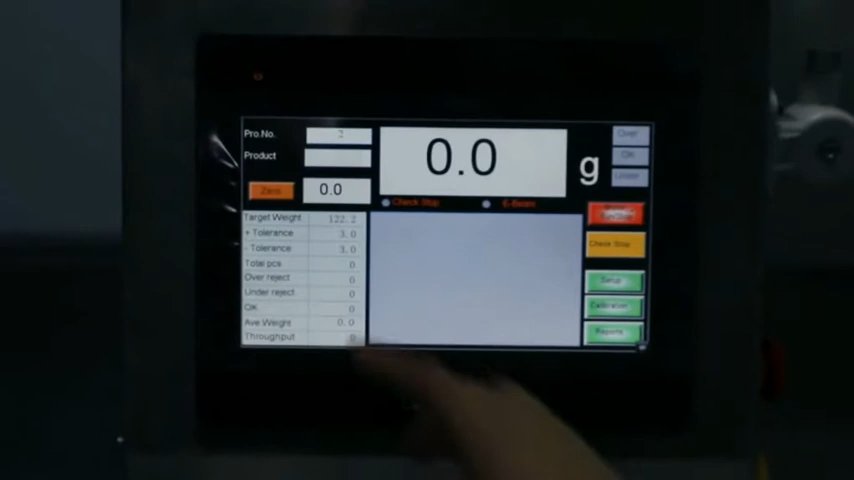 Pro.No. 2
0.0 g
Over
Product
OK
Under
Zero 0.0
Check Stop E-Beam
Target Weight 122.2
+ Tolerance 3.0
- Tolerance 3.0
Check Stop
Total pcs 0
Over reject 0
Setup
Under reject 0
OK 0
Calibration
Ave.Weight 0.0
Throughput 0
Reports